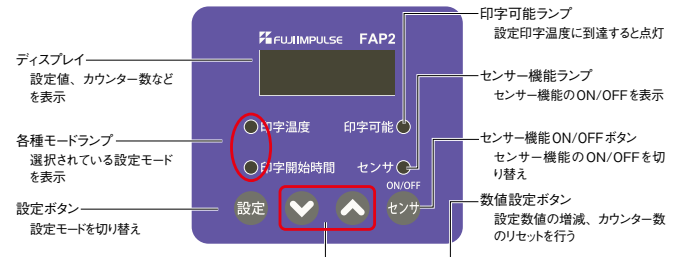 FUJIIMPULSE FAP2
ディスプレイ
設定値、カウンター数など
を表示
各種モードランプ
選択されている設定モード
を表示
設定ボタン
設定モードを切り替え
印字温度
印字可能
印字開始時間
センサ
ON/OFF
設定
センサ
印字可能ランプ
設定印字温度に到達すると点灯
センサー機能ランプ
センサー機能のON/OFFを表示
センサー機能ON/OFFボタン
センサー機能のON/OFFを切
り替え
数値設定ボタン
設定数値の増減、カウンター数
のリセットを行う